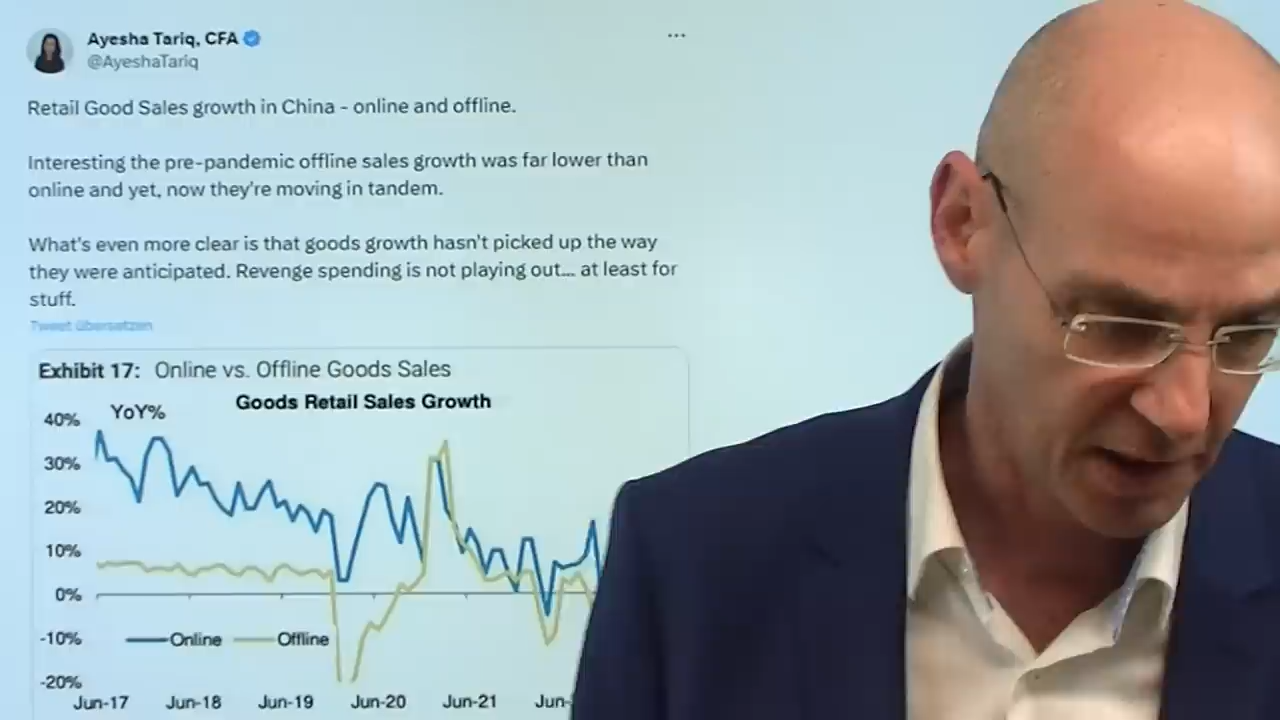 Ayesha Tariq, CFA
@AyeshaTariq
Retail Good Sales growth in China - online and offline.
Interesting the pre-pandemic offline sales growth was far lower than
online and yet, now they're moving in tandem.
What's even more clear is that goods growth hasn't picked up the way
they were anticipated. Revenge spending is not playing out... at least for
stuff.
Tweet übersetzen
Exhibit 17: Online vs. Offline Goods Sales
Goods Retail Sales Growth
YoY%
40%
30%
20%
10%
0%
-10%
-20%
Online Offline
Jun-17 Jun-18 Jun-19 Jun-20 Jun-21 Jun-